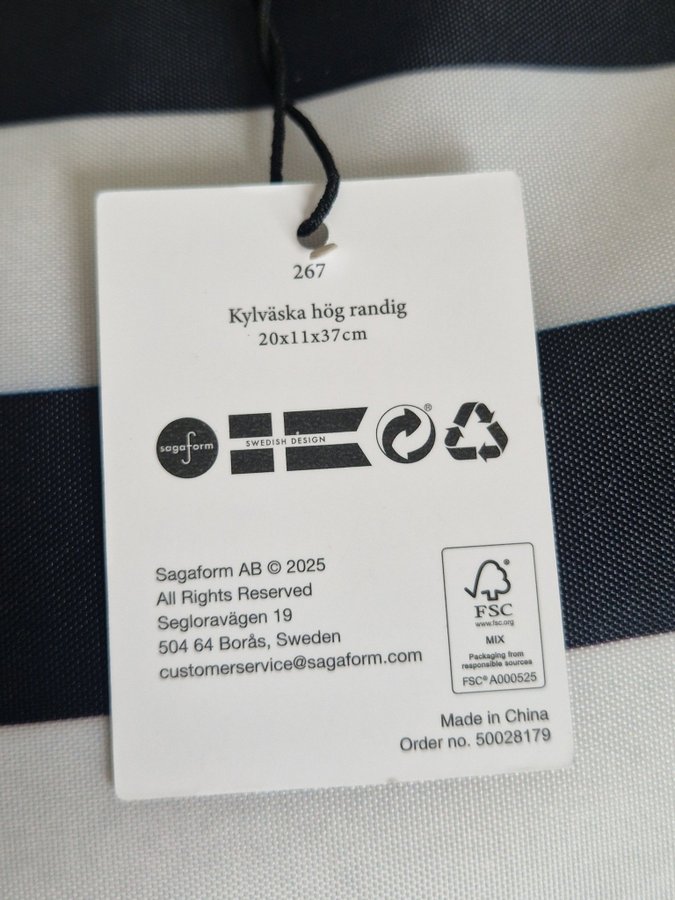 267
Kylväska hög randig
20x11x37cm
sagaform
SWEDISH DESIGN
®
Sagaform AB © 2025
All Rights Reserved
Segloravägen 19
504 64 Borås, Sweden
customerservice@sagaform.com
®
FSC
www.fsc.org
MIX
Packaging from
responsible sources
FSC® A000525
Made in China
Order no. 50028179